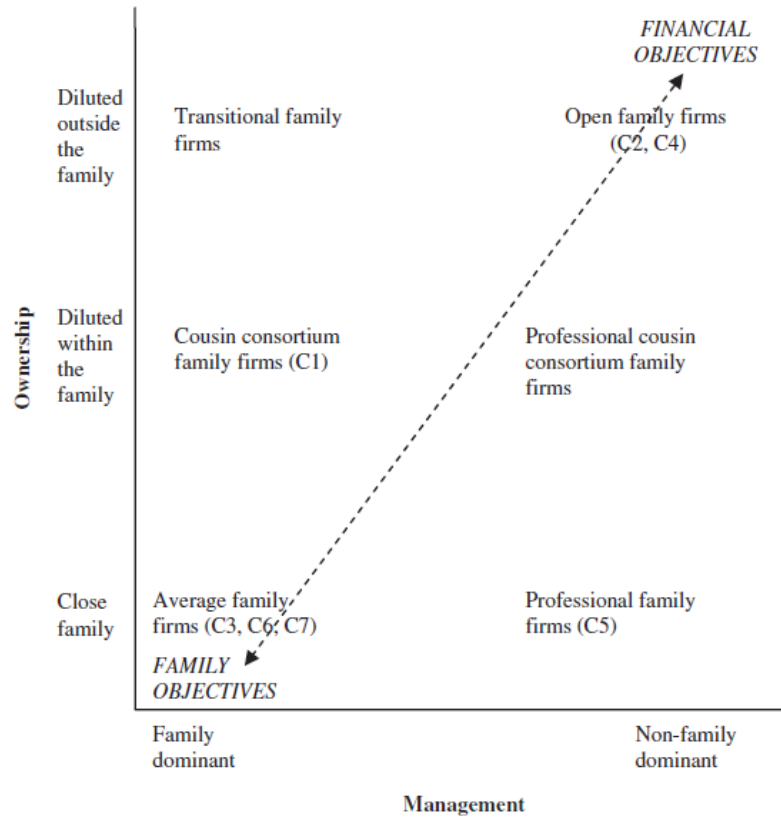 FINANCIAL
OBJECTIVES
Diluted
outside
the
family
Transitional family
firms
Open family firms
(C2, C4)
Ownership
Diluted
within
the
family
Cousin consortium
family firms (C1)
Professional cousin
consortium family
firms
Close
family
Average family
firms (C3, C6, C7)
Professional family
firms (C5)
FAMILY
OBJECTIVES
Family
dominant
Non-family
dominant
Management